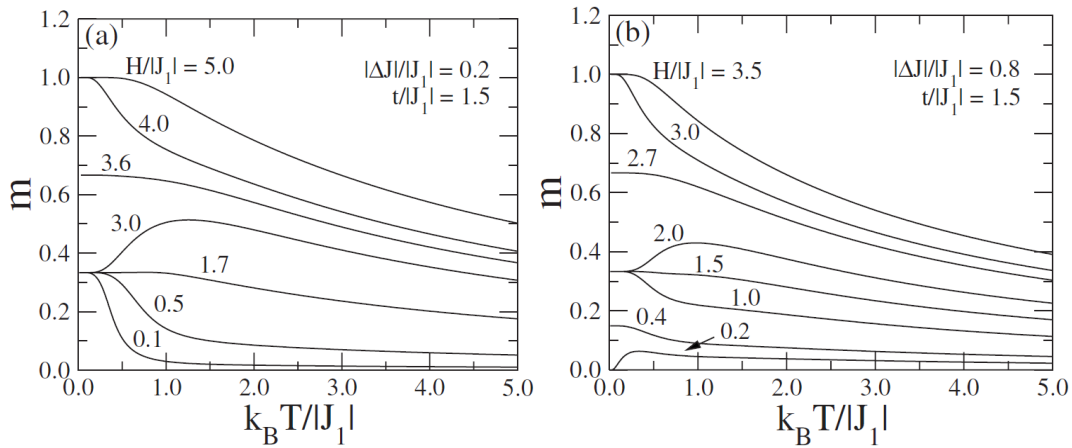 (a)
H/|J₁| = 5.0
|ΔJ|/|J₁| = 0.2
t/|J₁| = 1.5
4.0
3.6
3.0
1.7
0.5
0.1
1.2
1.0
0.8
0.6
0.4
0.2
0.0
m
0.0 1.0 2.0 3.0 4.0 5.0
k_B T/|J₁|
(b)
H/|J₁| = 3.5
|ΔJ|/|J₁| = 0.8
t/|J₁| = 1.5
3.0
2.7
2.0
1.5
1.0
0.4
0.2
1.2
1.0
0.8
0.6
0.4
0.2
0.0
m
0.0 1.0 2.0 3.0 4.0 5.0
k_B T/|J₁|